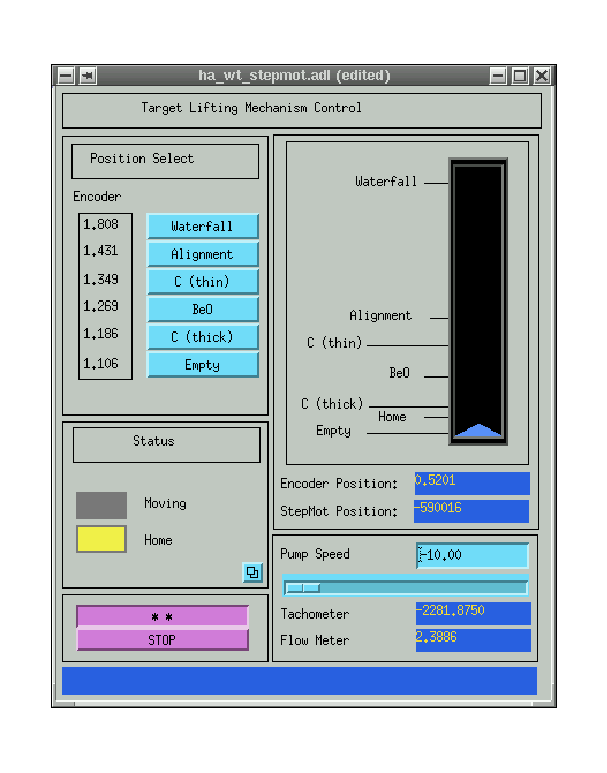 ha_wt_stepmot.adl (edited)
Target Lifting Mechanism Control
Position Select
Encoder
1.808 Waterfall
1.431 Alignment
1.349 C (thin)
1.269 BeO
1.186 C (thick)
1.106 Empty
Waterfall
Alignment
C (thin)
BeO
C (thick)
Home
Empty
Encoder Position: 0.5201
StepMot Position: -590016
Status
Moving
Home
Pump Speed -10.00
Tachometer -2281.8750
Flow Meter 2.3886
* *
STOP